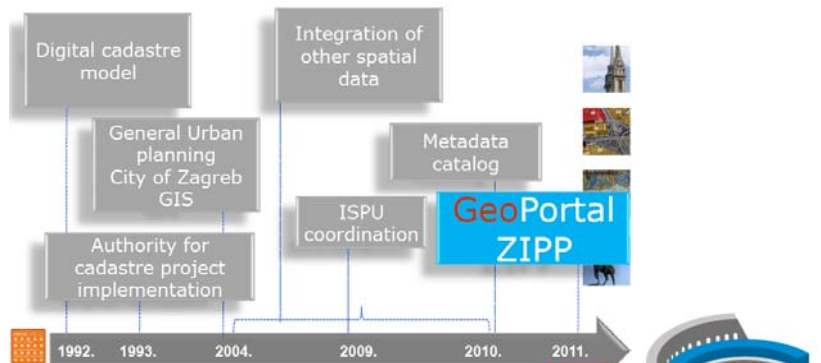 Digital cadastre
model
Integration of
other spatial
data
General Urban
planning
City of Zagreb
GIS
Metadata
catalog
ISPU
coordination
GeoPortal
ZIPP
Authority for
cadastre project
implementation
1992. 1993. 2004. 2009. 2010. 2011.